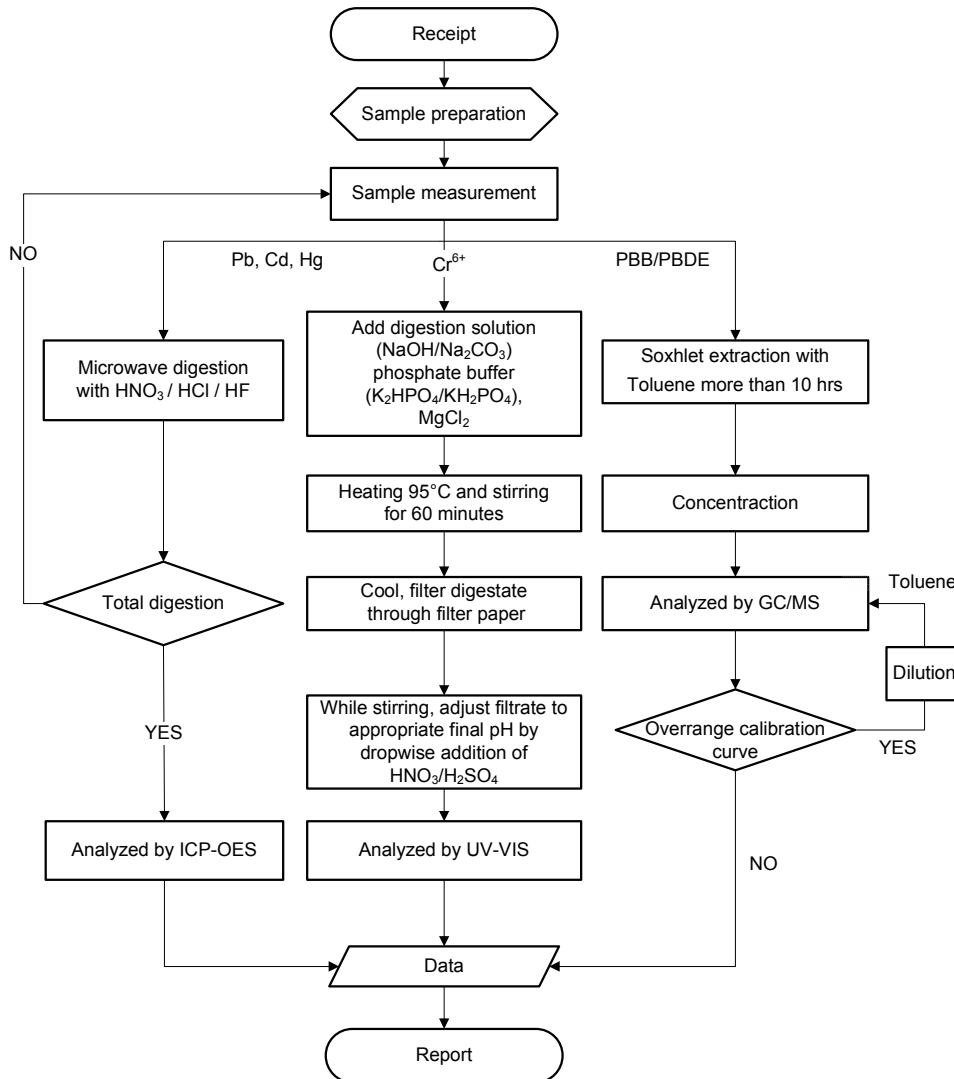 Receipt
Sample preparation
Sample measurement
NO
Pb, Cd, Hg
Cr⁶⁺
PBB/PBDE
Microwave digestion
with HNO₃ / HCl / HF
Add digestion solution
(NaOH/Na₂CO₃)
phosphate buffer
(K₂HPO₄/KH₂PO₄),
MgCl₂
Soxhlet extraction with
Toluene more than 10 hrs
Heating 95°C and stirring
for 60 minutes
Concentraction
Total digestion
Cool, filter digestate
through filter paper
Analyzed by GC/MS
Toluene
Dilution
YES
While stirring, adjust filtrate to
appropriate final pH by
dropwise addition of
HNO₃/H₂SO₄
Overrange calibration
curve
YES
Analyzed by ICP-OES
Analyzed by UV-VIS
NO
Data
Report